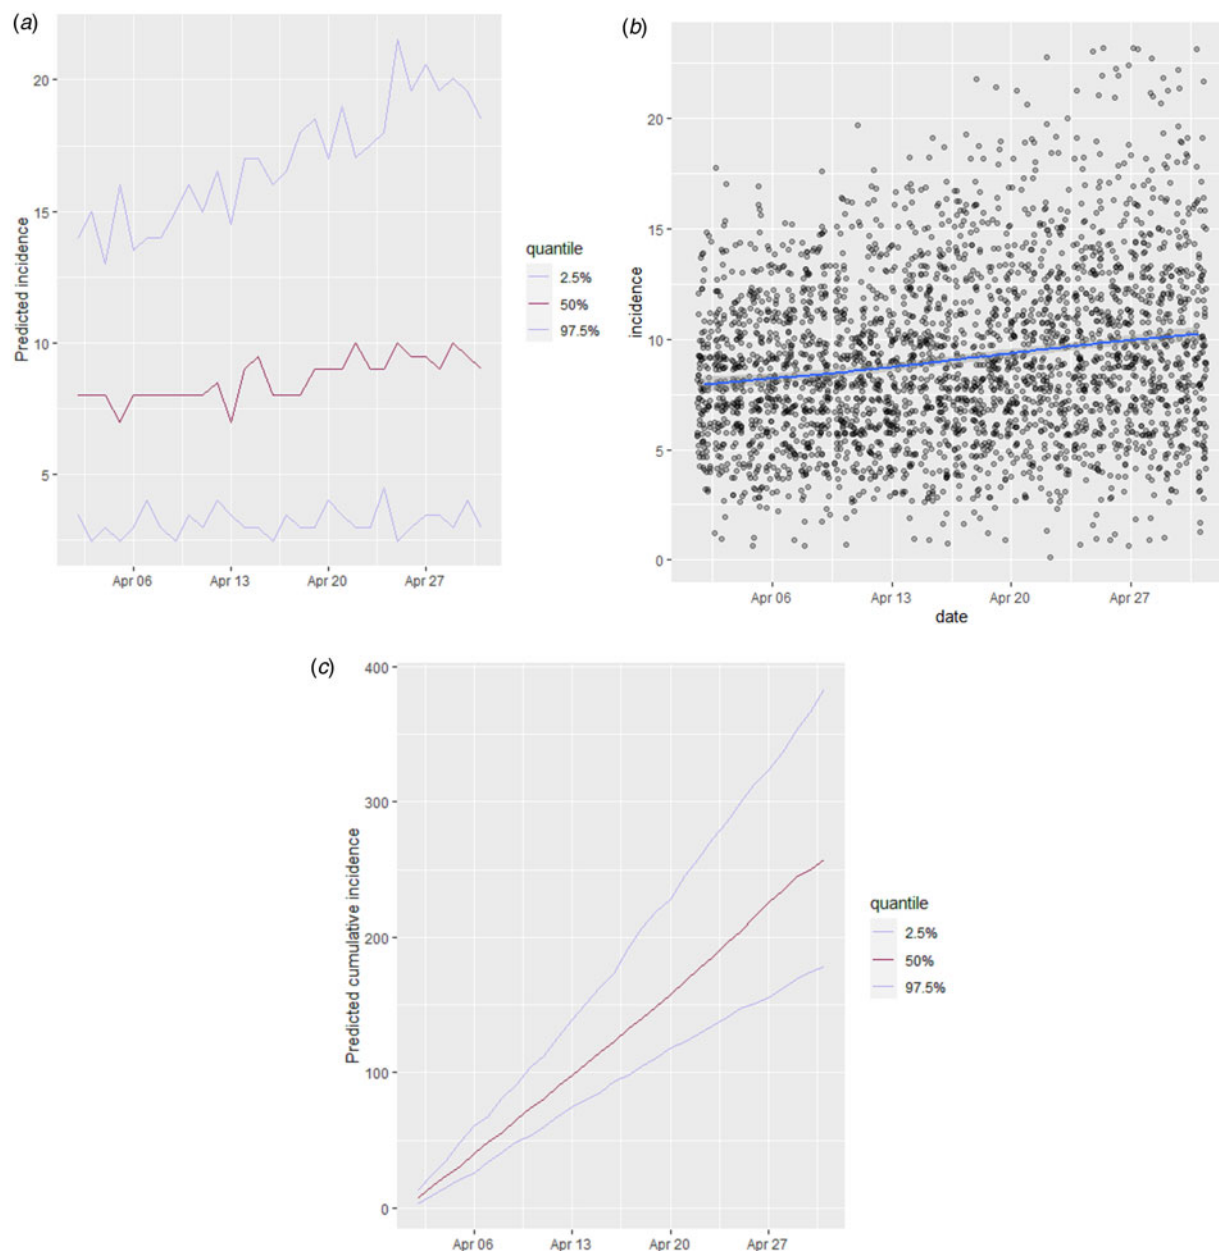 (a)
20
15
10
5
Predicted incidence
Apr 06 Apr 13 Apr 20 Apr 27
quantile
2.5%
50%
97.5%
(b)
20
15
10
5
0
incidence
Apr 06 Apr 13 Apr 20 Apr 27
date
(c)
400
300
200
100
0
Predicted cumulative incidence
Apr 06 Apr 13 Apr 20 Apr 27
quantile
2.5%
50%
97.5%